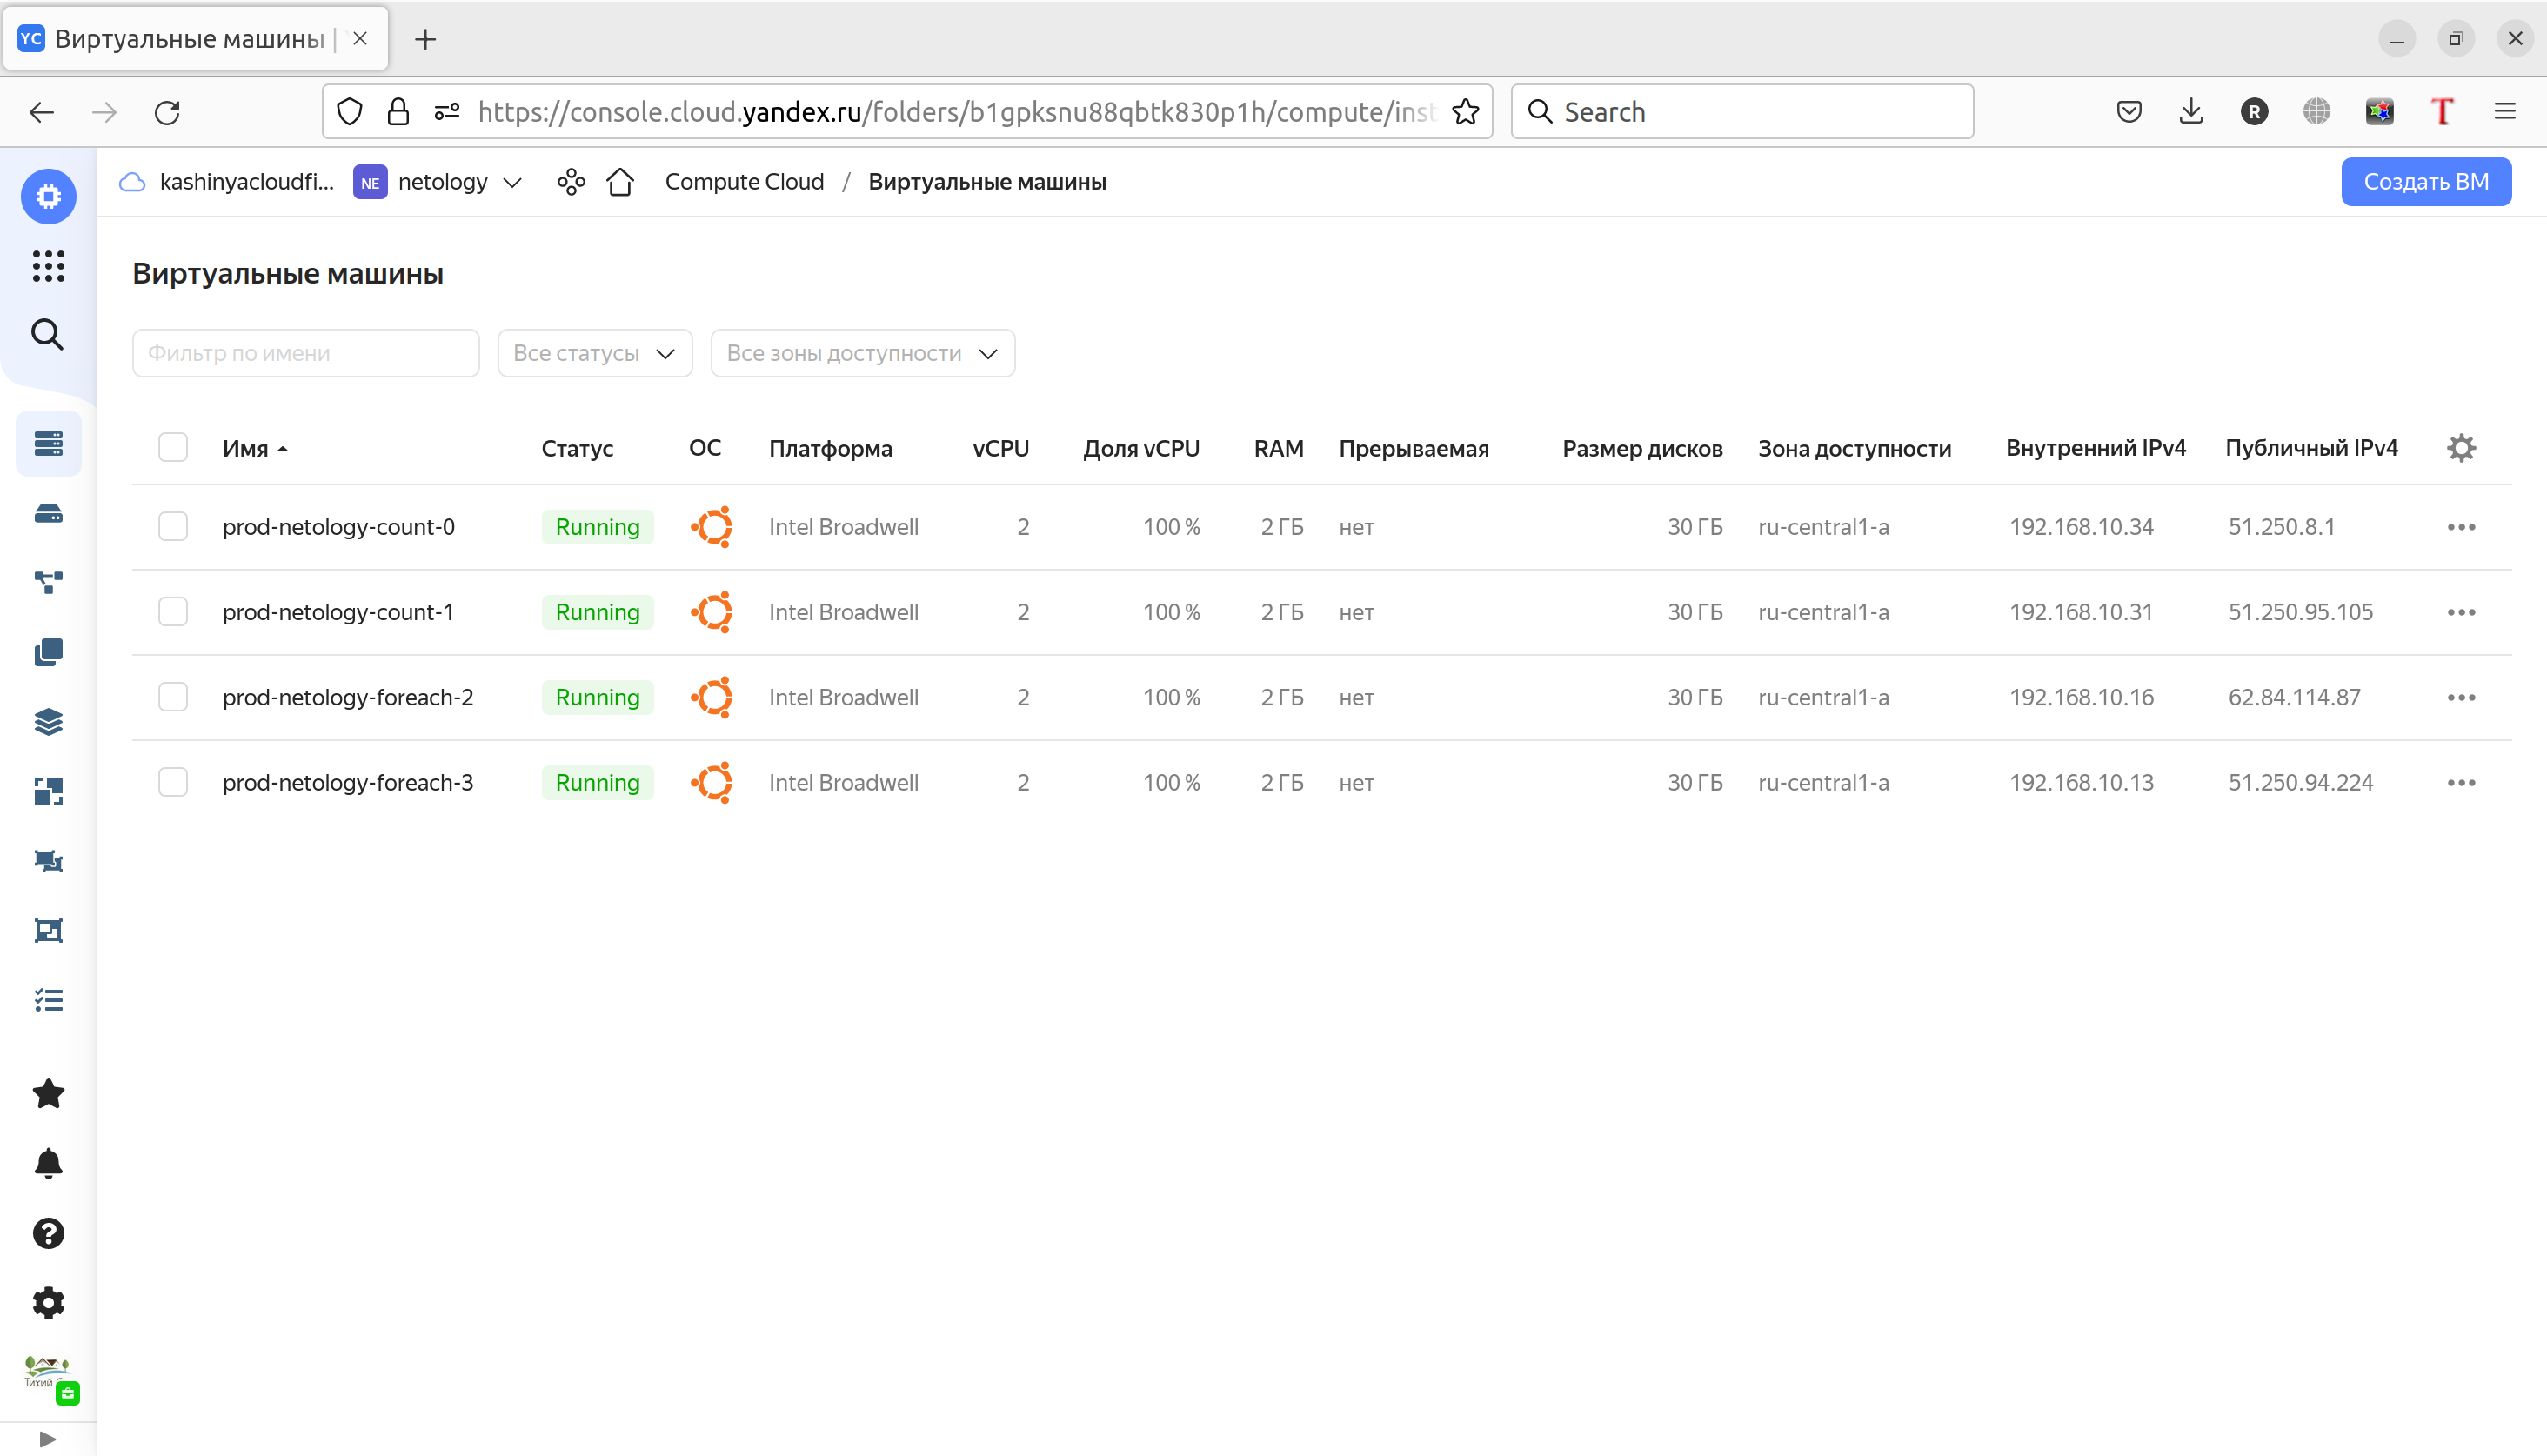 YC Виртуальные машины |
https://console.cloud.yandex.ru/folders/b1gpksnu88qbtk830p1h/compute/inst
Search
R
T
kashinyacloudfi... NE netology Compute Cloud / Виртуальные машины Создать ВМ
Виртуальные машины
Фильтр по имени Все статусы Все зоны доступности
Имя Статус ОС Платформа vCPU Доля vCPU RAM Прерываемая Размер дисков Зона доступности Внутренний IPv4 Публичный IPv4
prod-netology-count-0 Running Intel Broadwell 2 100 % 2 ГБ нет 30 ГБ ru-central1-a 192.168.10.34 51.250.8.1
prod-netology-count-1 Running Intel Broadwell 2 100 % 2 ГБ нет 30 ГБ ru-central1-a 192.168.10.31 51.250.95.105
prod-netology-foreach-2 Running Intel Broadwell 2 100 % 2 ГБ нет 30 ГБ ru-central1-a 192.168.10.16 62.84.114.87
prod-netology-foreach-3 Running Intel Broadwell 2 100 % 2 ГБ нет 30 ГБ ru-central1-a 192.168.10.13 51.250.94.224
Тихий